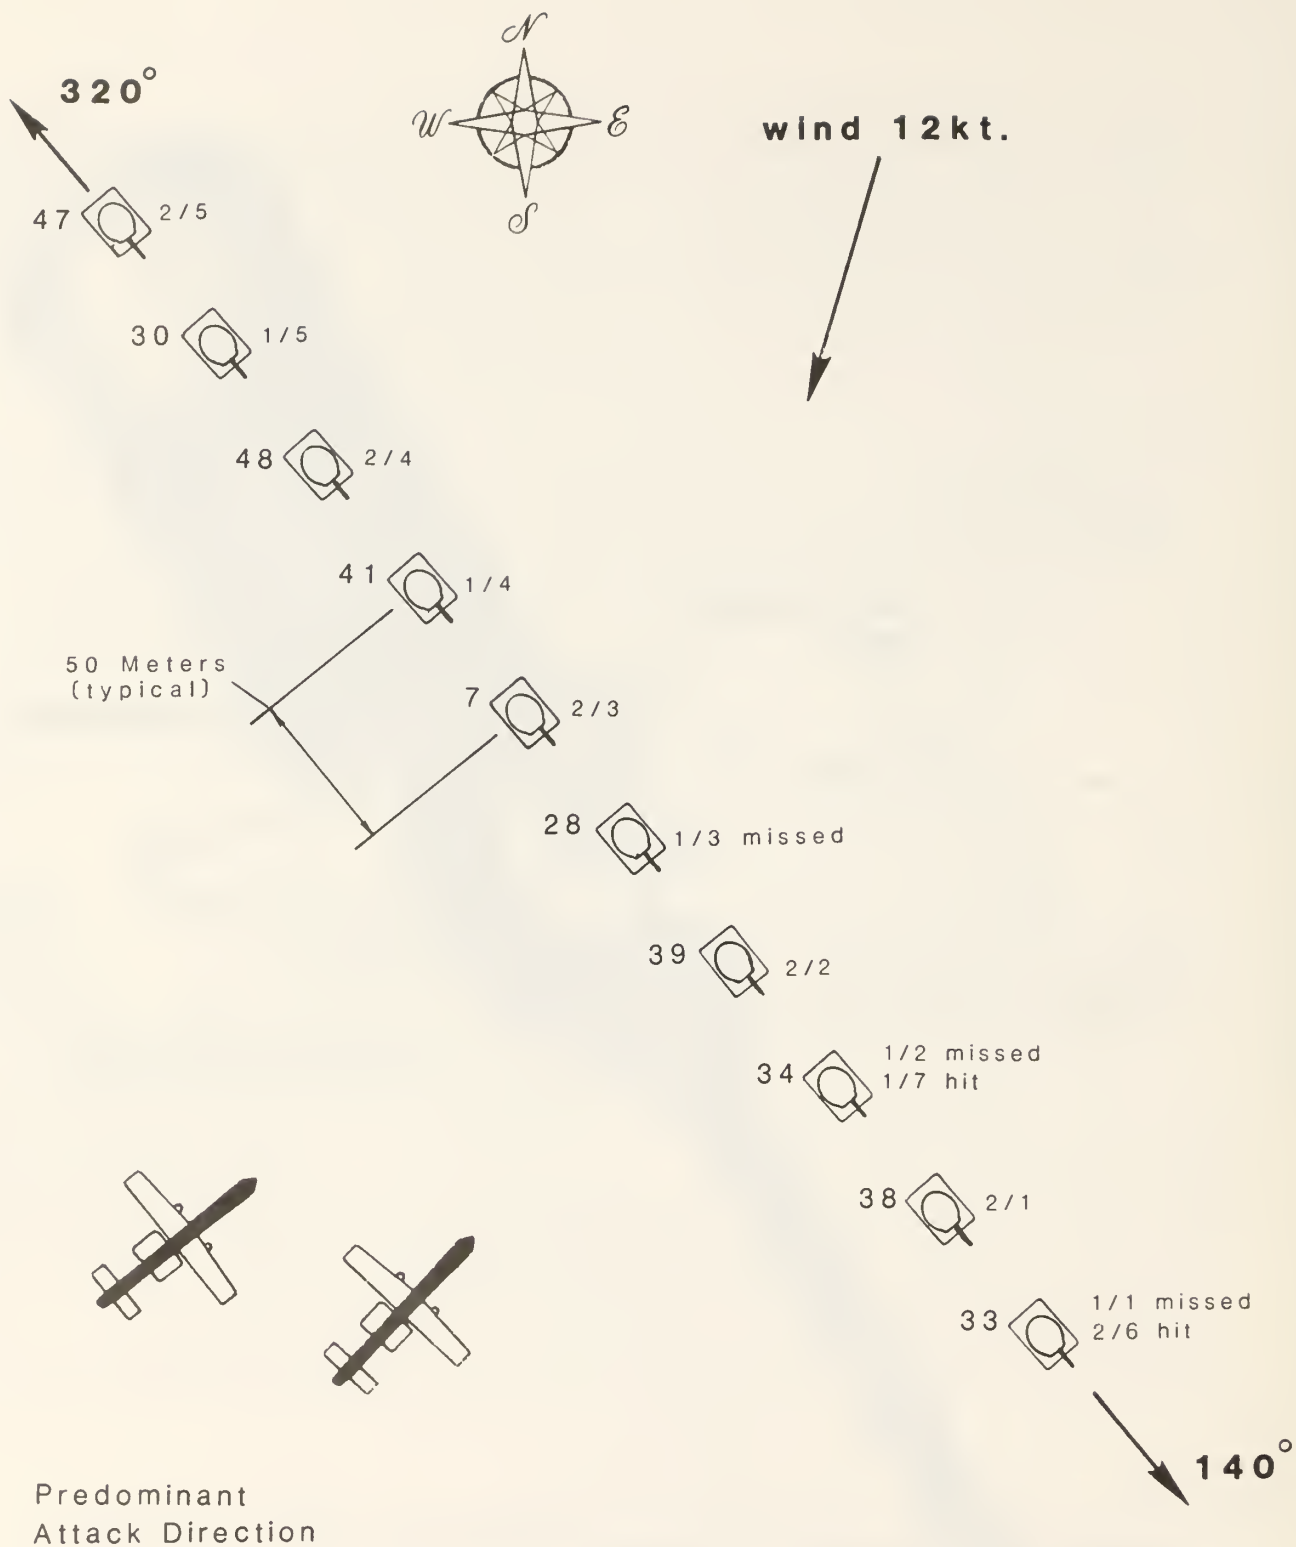 N
320°
W
E
wind 12kt.
S
47
2/5
30
1/5
48
2/4
41
1/4
50 Meters
(typical)
7
2/3
28
1/3 missed
39
2/2
34
1/2 missed
1/7 hit
38
2/1
33
1/1 missed
2/6 hit
140°
Predominant
Attack Direction